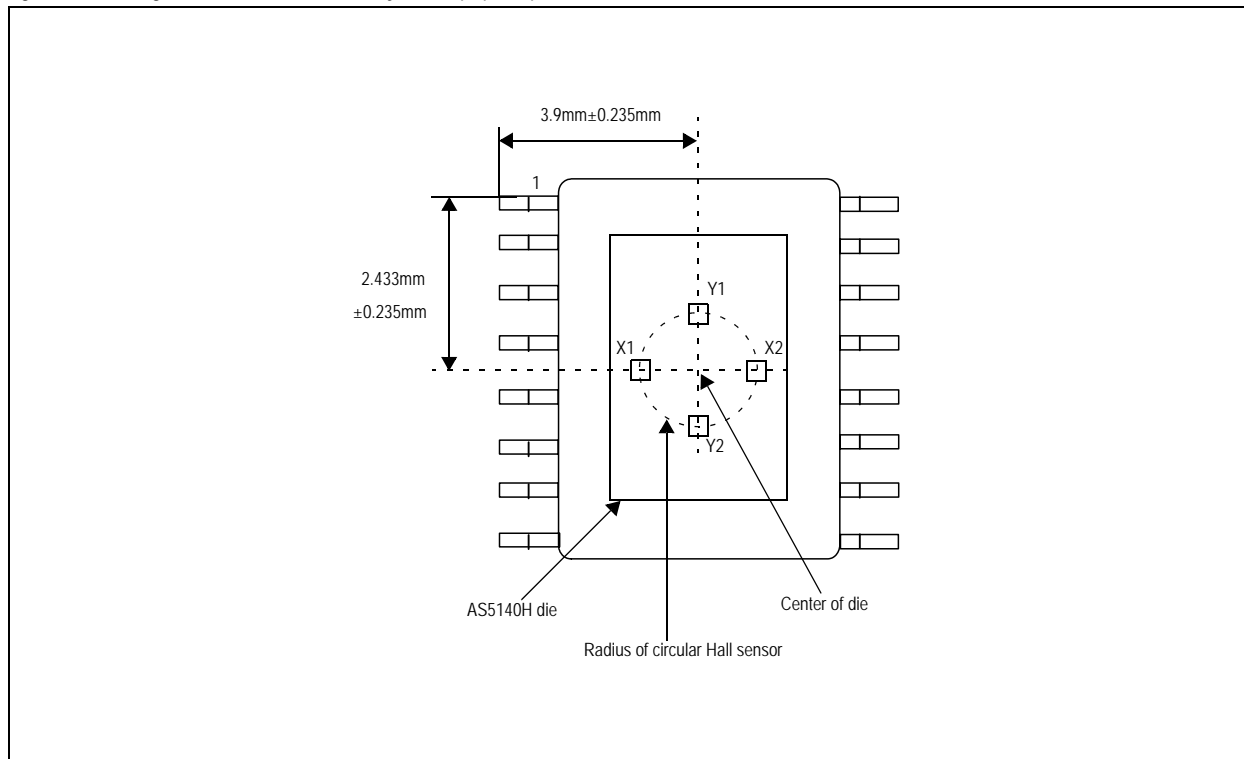 3.9mm±0.235mm
1
2.433mm
±0.235mm
Y1
X1
X2
Y2
AS5140H die
Center of die
Radius of circular Hall sensor